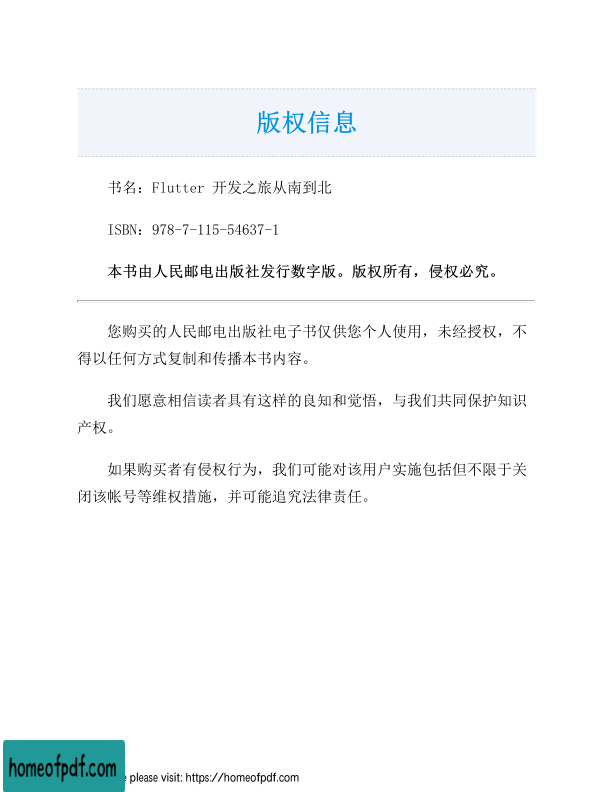 版权信息
书名：Flutter 开发之旅从南到北
ISBN：978-7-115-54637-1
本书由人民邮电出版社发行数字版。版权所有，侵权必究。
您购买的人民邮电出版社电子书仅供您个人使用，未经授权，不
得以任何方式复制和传播本书内容。
我们愿意相信读者具有这样的良知和觉悟，与我们共同保护知识
产权。
如果购买者有侵权行为，我们可能对该用户实施包括但不限于关
闭该帐号等维权措施，并可能追究法律责任。
homeofpdf.com
please visit: https://homeofpdf.com